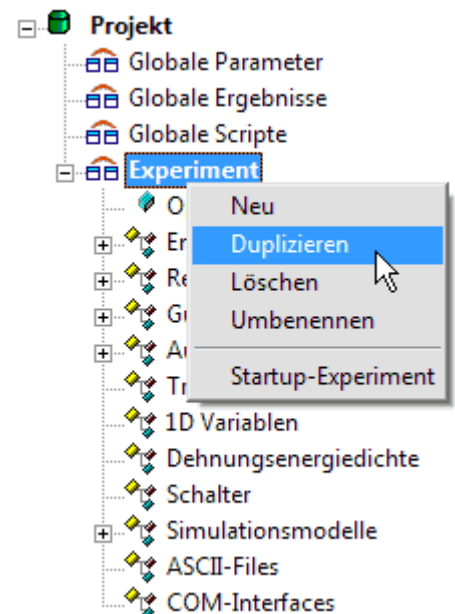 Projekt
Globale Parameter
Globale Ergebnisse
Globale Scripte
Experiment
Neu
Duplizieren
Löschen
Umbenennen
Startup-Experiment
1D Variablen
Dehnungsenergiedichte
Schalter
Simulationsmodelle
ASCII-Files
COM-Interfaces